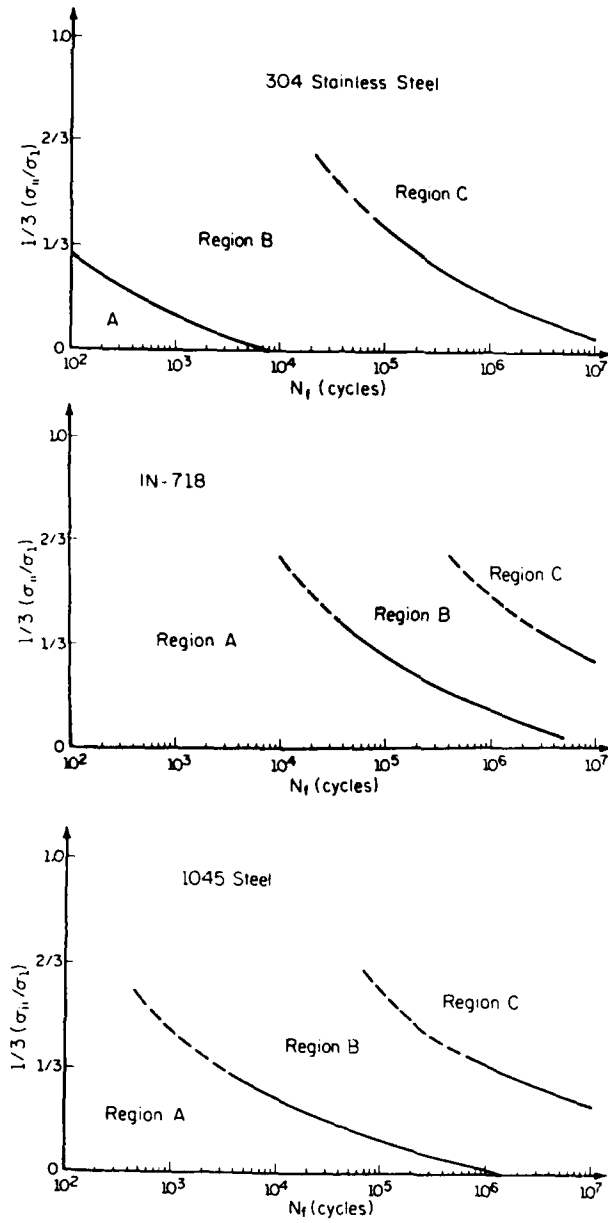 1.0
304 Stainless Steel
2/3
Region C
1/3 (σ₁₁/σ₁)
Region B
1/3
A
0
10² 10³ 10⁴ 10⁵ 10⁶ 10⁷
N_f (cycles)
1.0
IN-718
2/3
Region C
1/3 (σ₁₁/σ₁)
Region B
Region A
1/3
0
10² 10³ 10⁴ 10⁵ 10⁶ 10⁷
N_f (cycles)
1.0
1045 Steel
2/3
Region C
1/3 (σ₁₁/σ₁)
Region B
1/3
Region A
0
10² 10³ 10⁴ 10⁵ 10⁶ 10⁷
N_f (cycles)